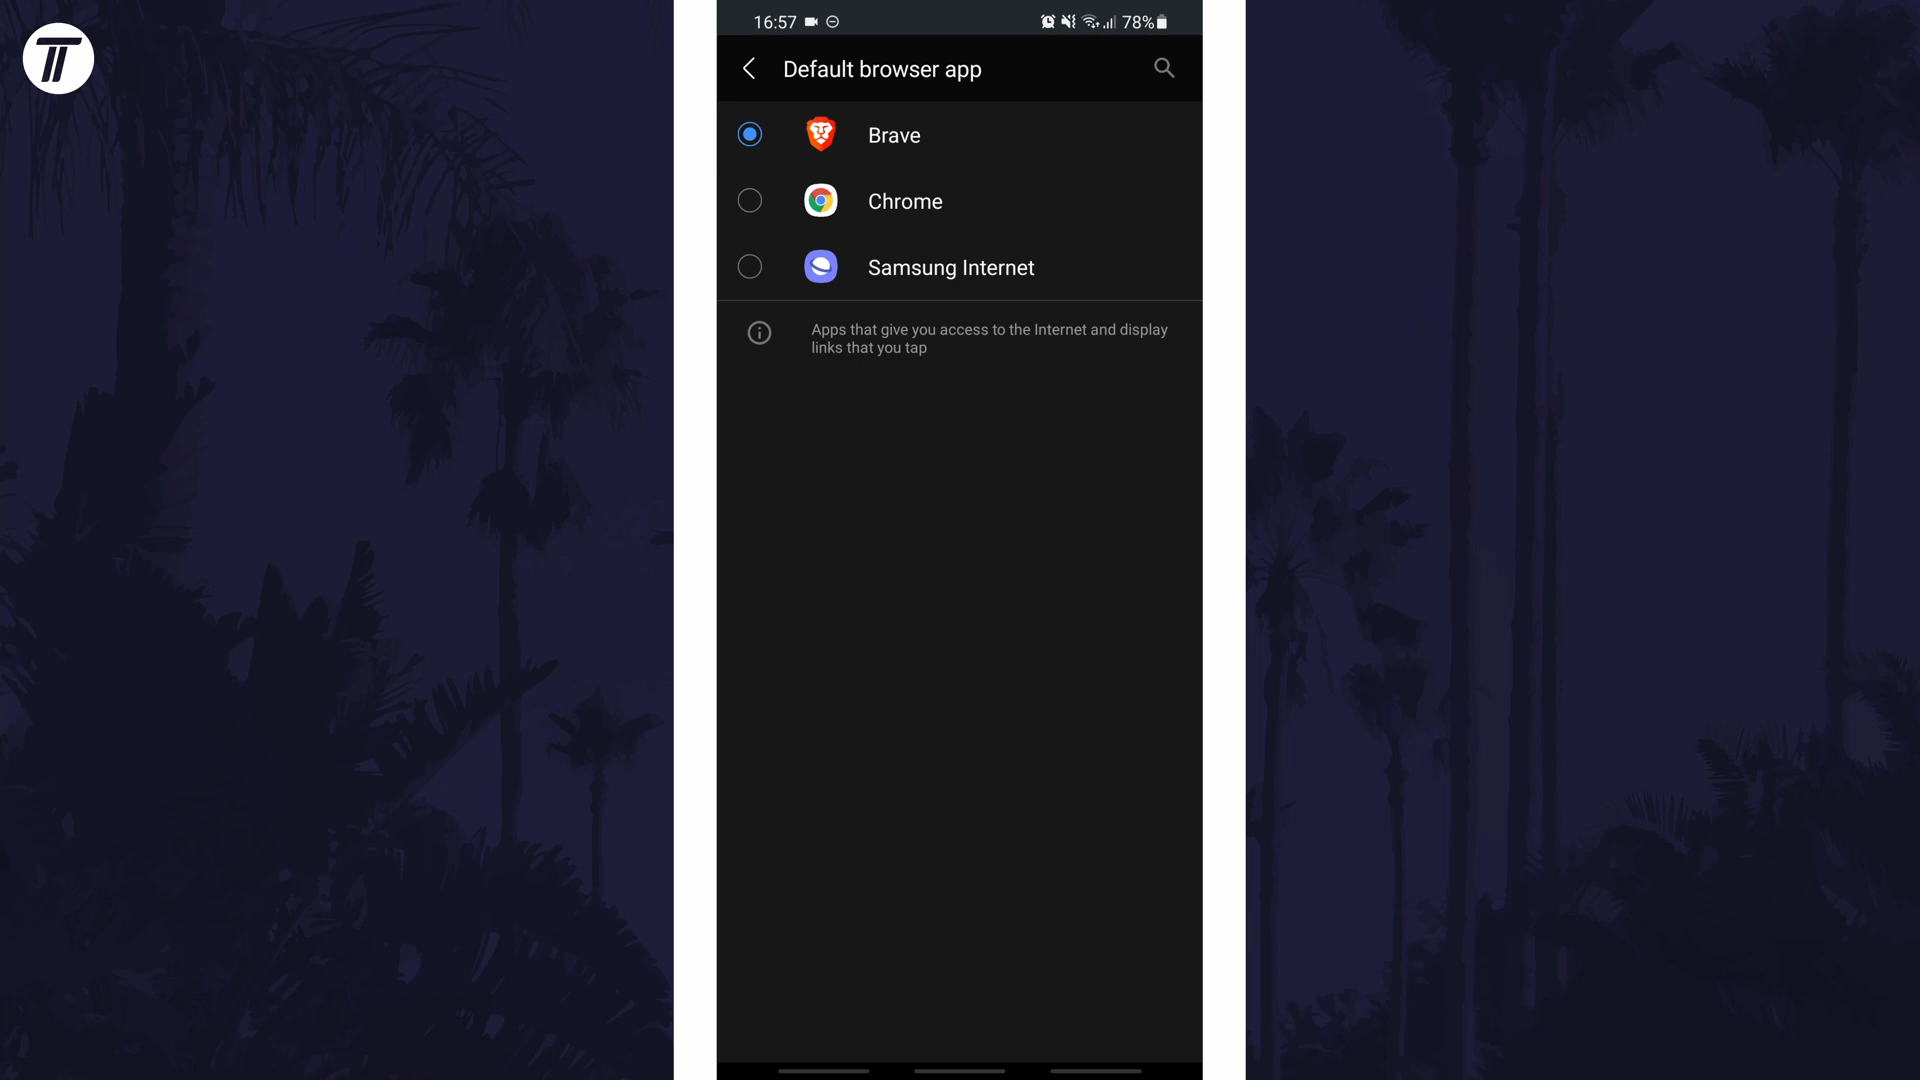 16:57
78%
Default browser app
Brave
Chrome
Samsung Internet
Apps that give you access to the Internet and display
links that you tap